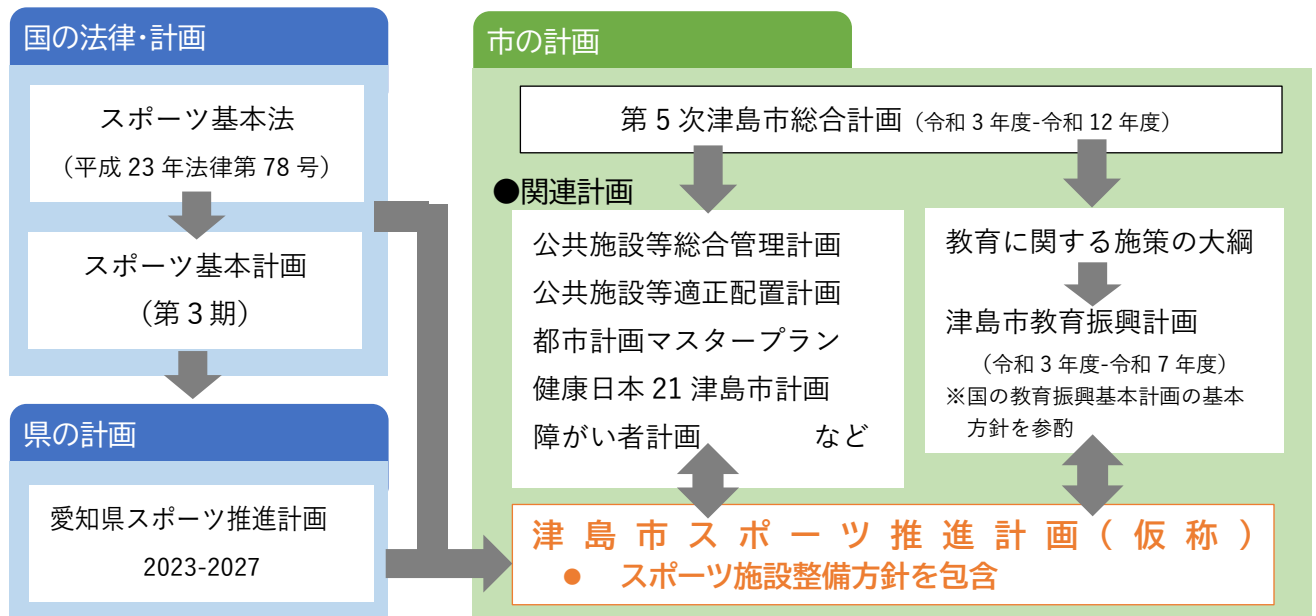 国の法律・計画
スポーツ基本法
（平成 23 年法律第 78 号）
スポーツ基本計画
（第３期）
県の計画
愛知県スポーツ推進計画
2023-2027
市の計画
第 5 次津島市総合計画（令和 3 年度-令和 12 年度）
●関連計画
公共施設等総合管理計画
公共施設等適正配置計画
都市計画マスタープラン
健康日本 21 津島市計画
障がい者計画　　　　など
教育に関する施策の大綱
津島市教育振興計画
（令和 3 年度-令和 7 年度）
※国の教育振興基本計画の基本
方針を参酌
津島市スポーツ推進計画（仮称）
● スポーツ施設整備方針を包含